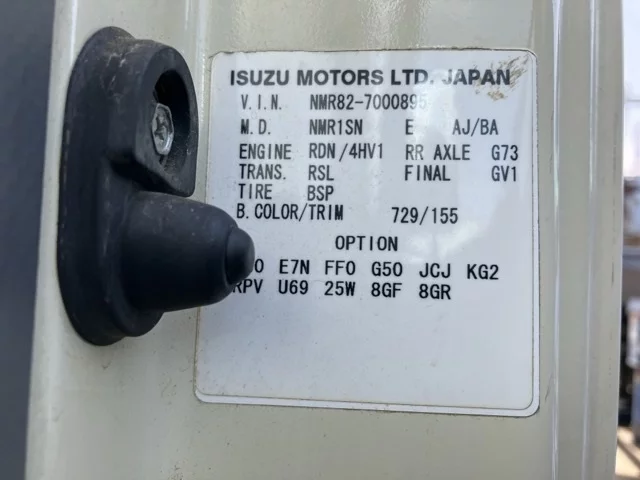 ISUZU MOTORS LTD. JAPAN
V.I.N. NMR82-7000895
M.D. NMR1SN E AJ/BA
ENGINE RDN/4HV1 RR AXLE G73
TRANS. RSL FINAL GV1
TIRE BSP
B.COLOR/TRIM 729/155
OPTION
E7N FF0 G50 JCJ KG2
RPV U69 25W 8GF 8GR